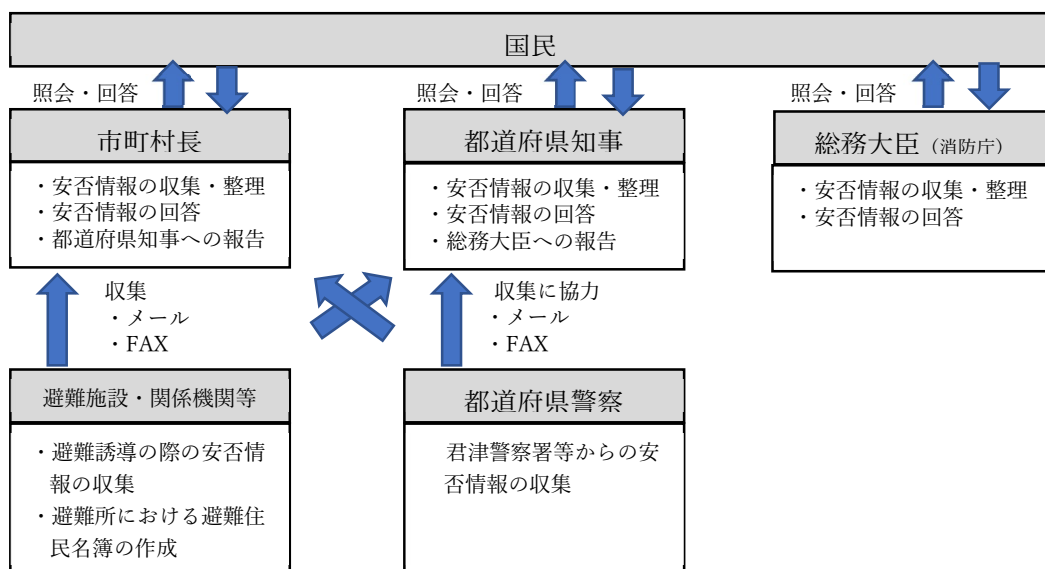 国民
照会・回答
照会・回答
照会・回答
市町村長
・安否情報の収集・整理
・安否情報の回答
・都道府県知事への報告
都道府県知事
・安否情報の収集・整理
・安否情報の回答
・総務大臣への報告
総務大臣(消防庁)
・安否情報の収集・整理
・安否情報の回答
収集
・メール
・FAX
収集に協力
・メール
・FAX
避難施設・関係機関等
・避難誘導の際の安否情
報の収集
・避難所における避難住
民名簿の作成
都道府県警察
君津警察署等からの安
否情報の収集